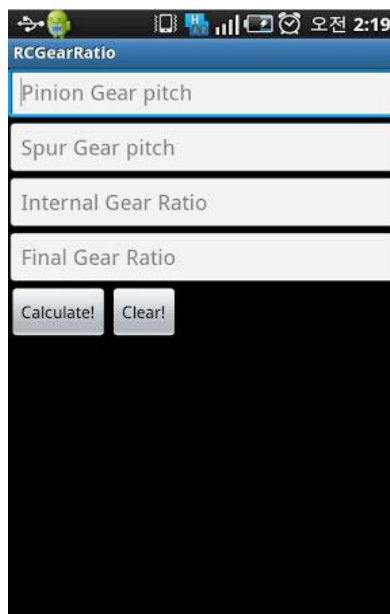 오전 2:19
RCGearRatio
Pinion Gear pitch
Spur Gear pitch
Internal Gear Ratio
Final Gear Ratio
Calculate! Clear!